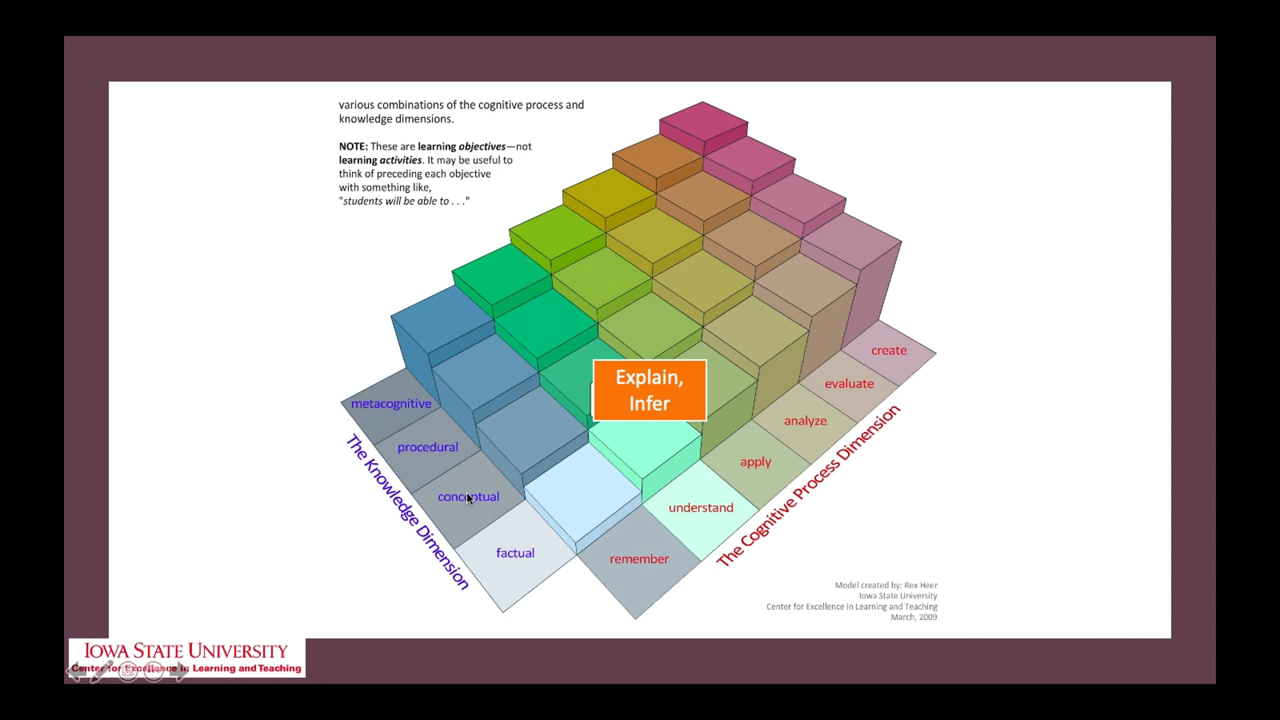 various combinations of the cognitive process and
knowledge dimensions.
NOTE: These are learning objectives—not
learning activities. It may be useful to
think of preceding each objective
with something like,
"students will be able to . . ."
Explain,
Infer
metacognitive
procedural
conceptual
factual
The Knowledge Dimension
remember
understand
apply
analyze
evaluate
create
The Cognitive Process Dimension
Model created by: Rex Heer
Iowa State University
Center for Excellence in Learning and Teaching
March, 2009
IOWA STATE UNIVERSITY
Center for Excellence in Learning and Teaching